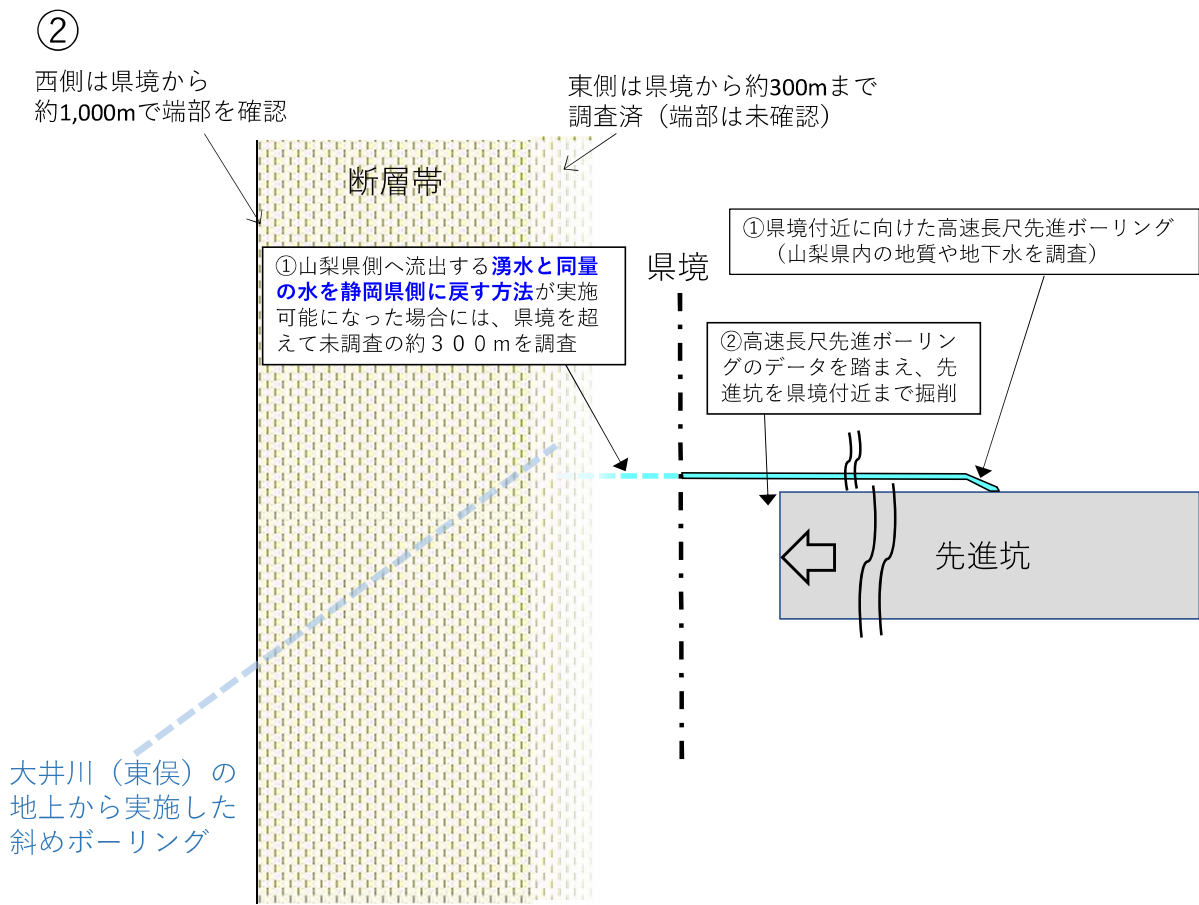 ②
西側は県境から
約1,000mで端部を確認
東側は県境から約300mまで
調査済（端部は未確認）
断層帯
①県境付近に向けた高速長尺先進ボーリング
（山梨県内の地質や地下水を調査）
①山梨県側へ流出する湧水と同量
の水を静岡県側に戻す方法が実施
可能になった場合には、県境を超
えて未調査の約３００ｍを調査
県境
②高速長尺先進ボーリン
グのデータを踏まえ、先
進坑を県境付近まで掘削
先進坑
大井川（東俣）の
地上から実施した
斜めボーリング